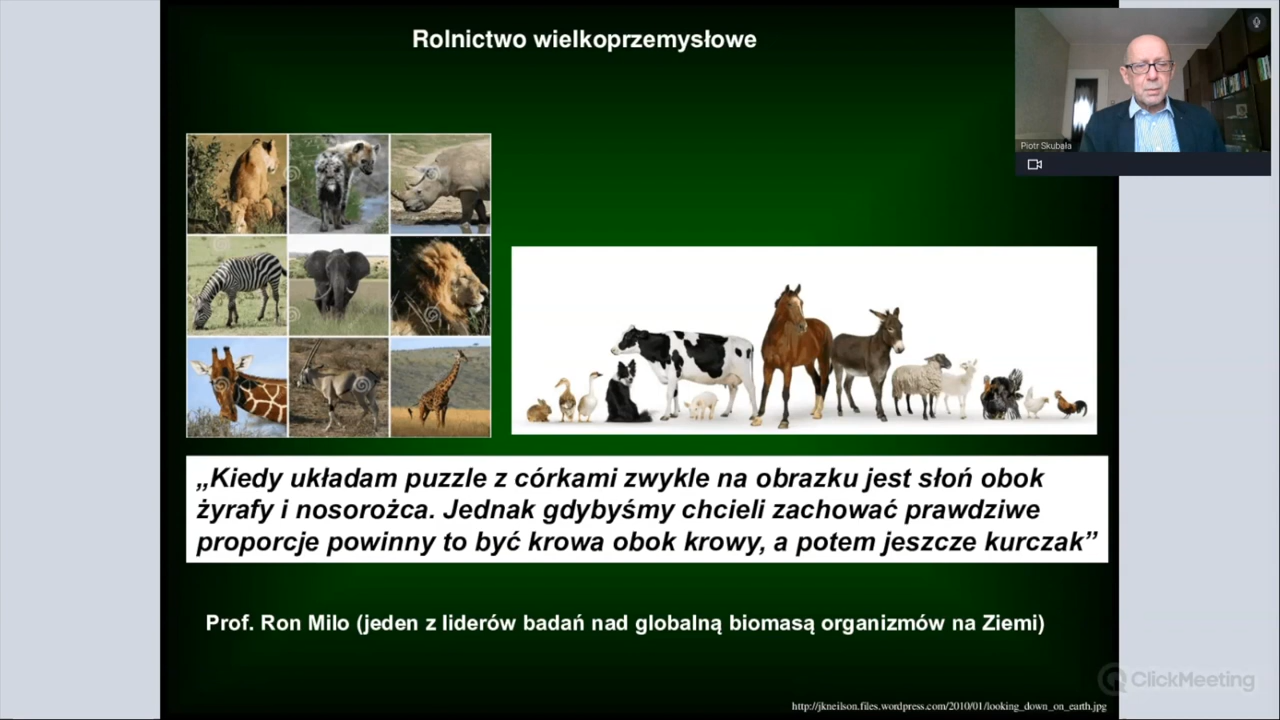 Rolnictwo wielkoprzemysłowe
Piotr Skubała
„Kiedy układam puzzle z córkami zwykle na obrazku jest słoń obok
żyrafy i nosorożca. Jednak gdybyśmy chcieli zachować prawdziwe
proporcje powinny to być krowa obok krowy, a potem jeszcze kurczak”
Prof. Ron Milo (jeden z liderów badań nad globalną biomasą organizmów na Ziemi)
ClickMeeting
http://jkneilson.files.wordpress.com/2010/01/looking_down_on_earth.jpg